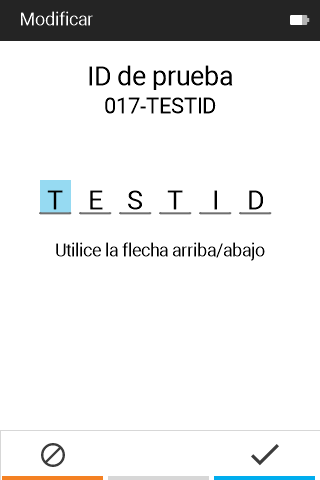 Modificar
ID de prueba
017-TESTID
T E S T I D
Utilice la flecha arriba/abajo